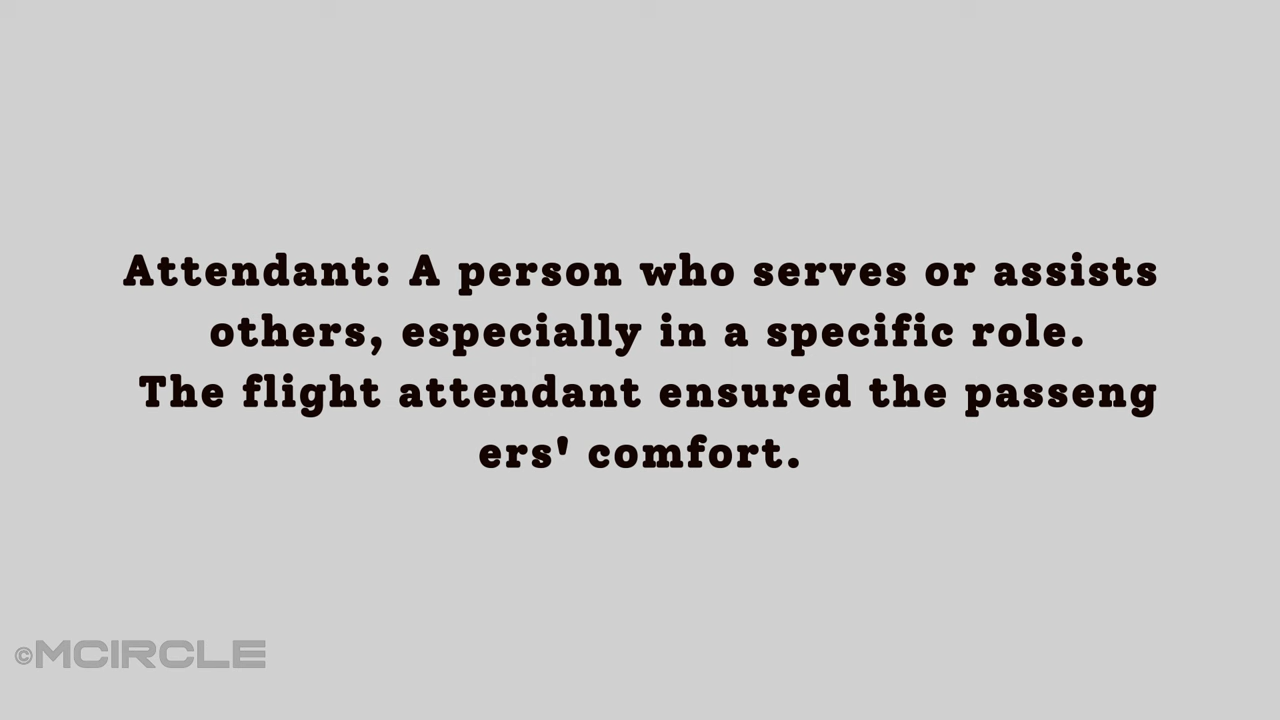 Attendant: A person who serves or assists
others, especially in a specific role.
The flight attendant ensured the passeng
ers' comfort.
©MCIRCLE